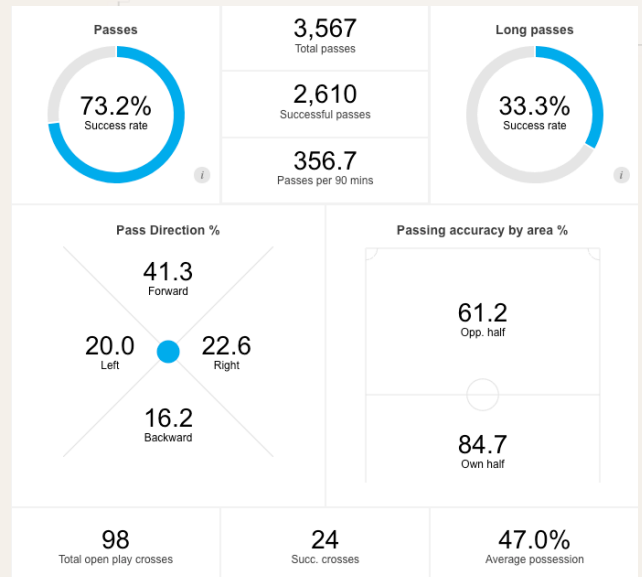 Passes
73.2%
Success rate
i
3,567
Total passes
2,610
Successful passes
356.7
Passes per 90 mins
Long passes
33.3%
Success rate
i
Pass Direction %
41.3
Forward
20.0
Left
22.6
Right
16.2
Backward
Passing accuracy by area %
61.2
Opp. half
84.7
Own half
98
Total open play crosses
24
Succ. crosses
47.0%
Average possession